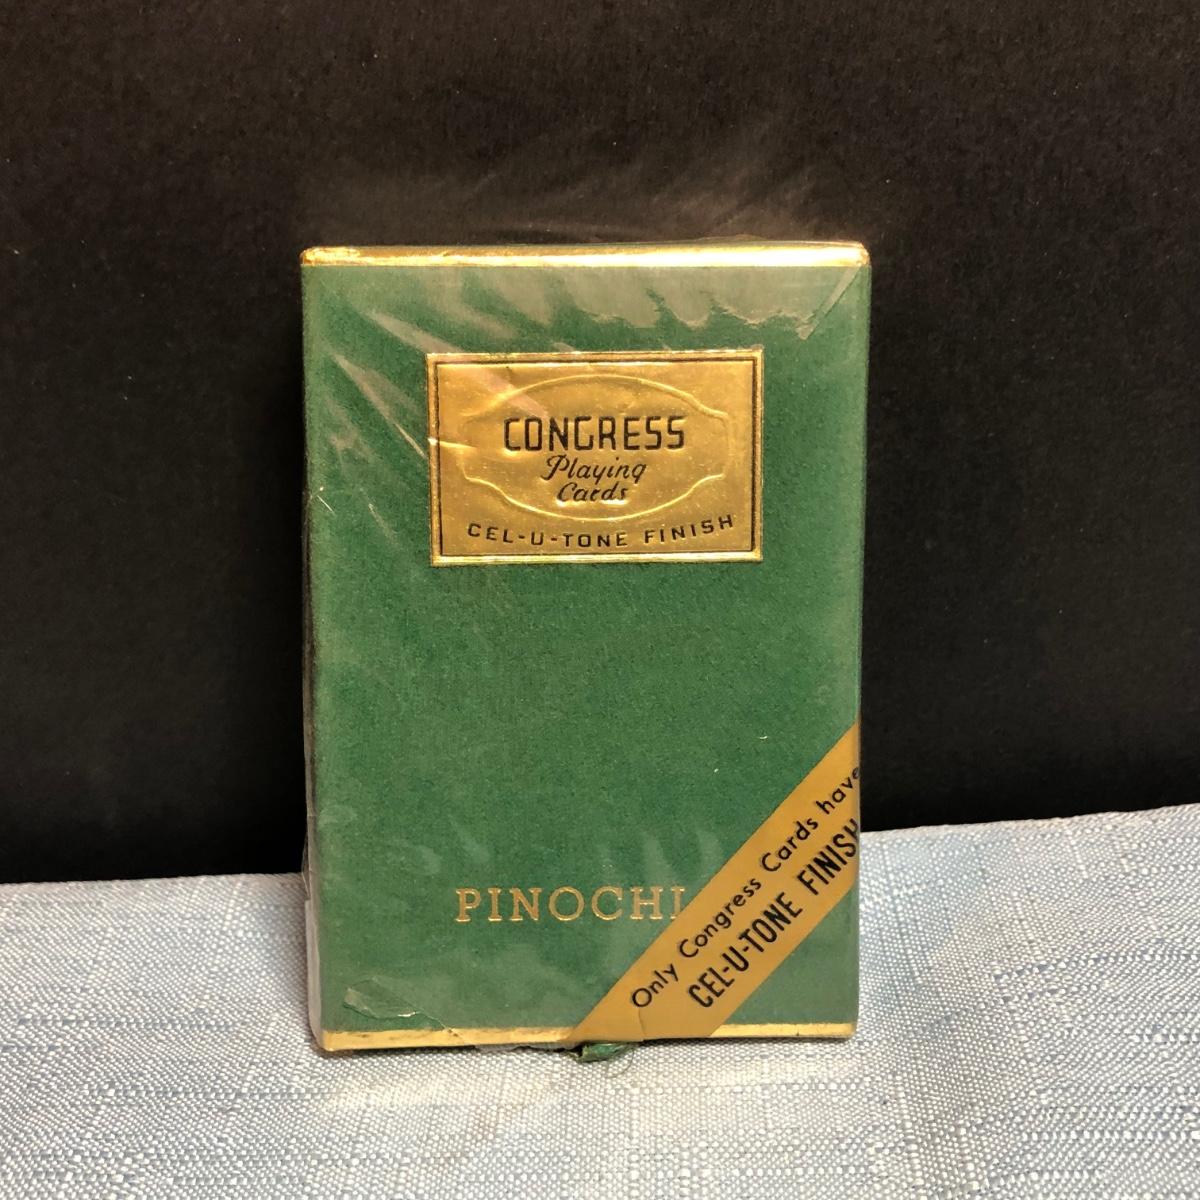 CONGRESS
Playing
Cards
CEL-U-TONE FINISH
PINOCHL
Only Congress Cards have
CEL-U-TONE FINISH